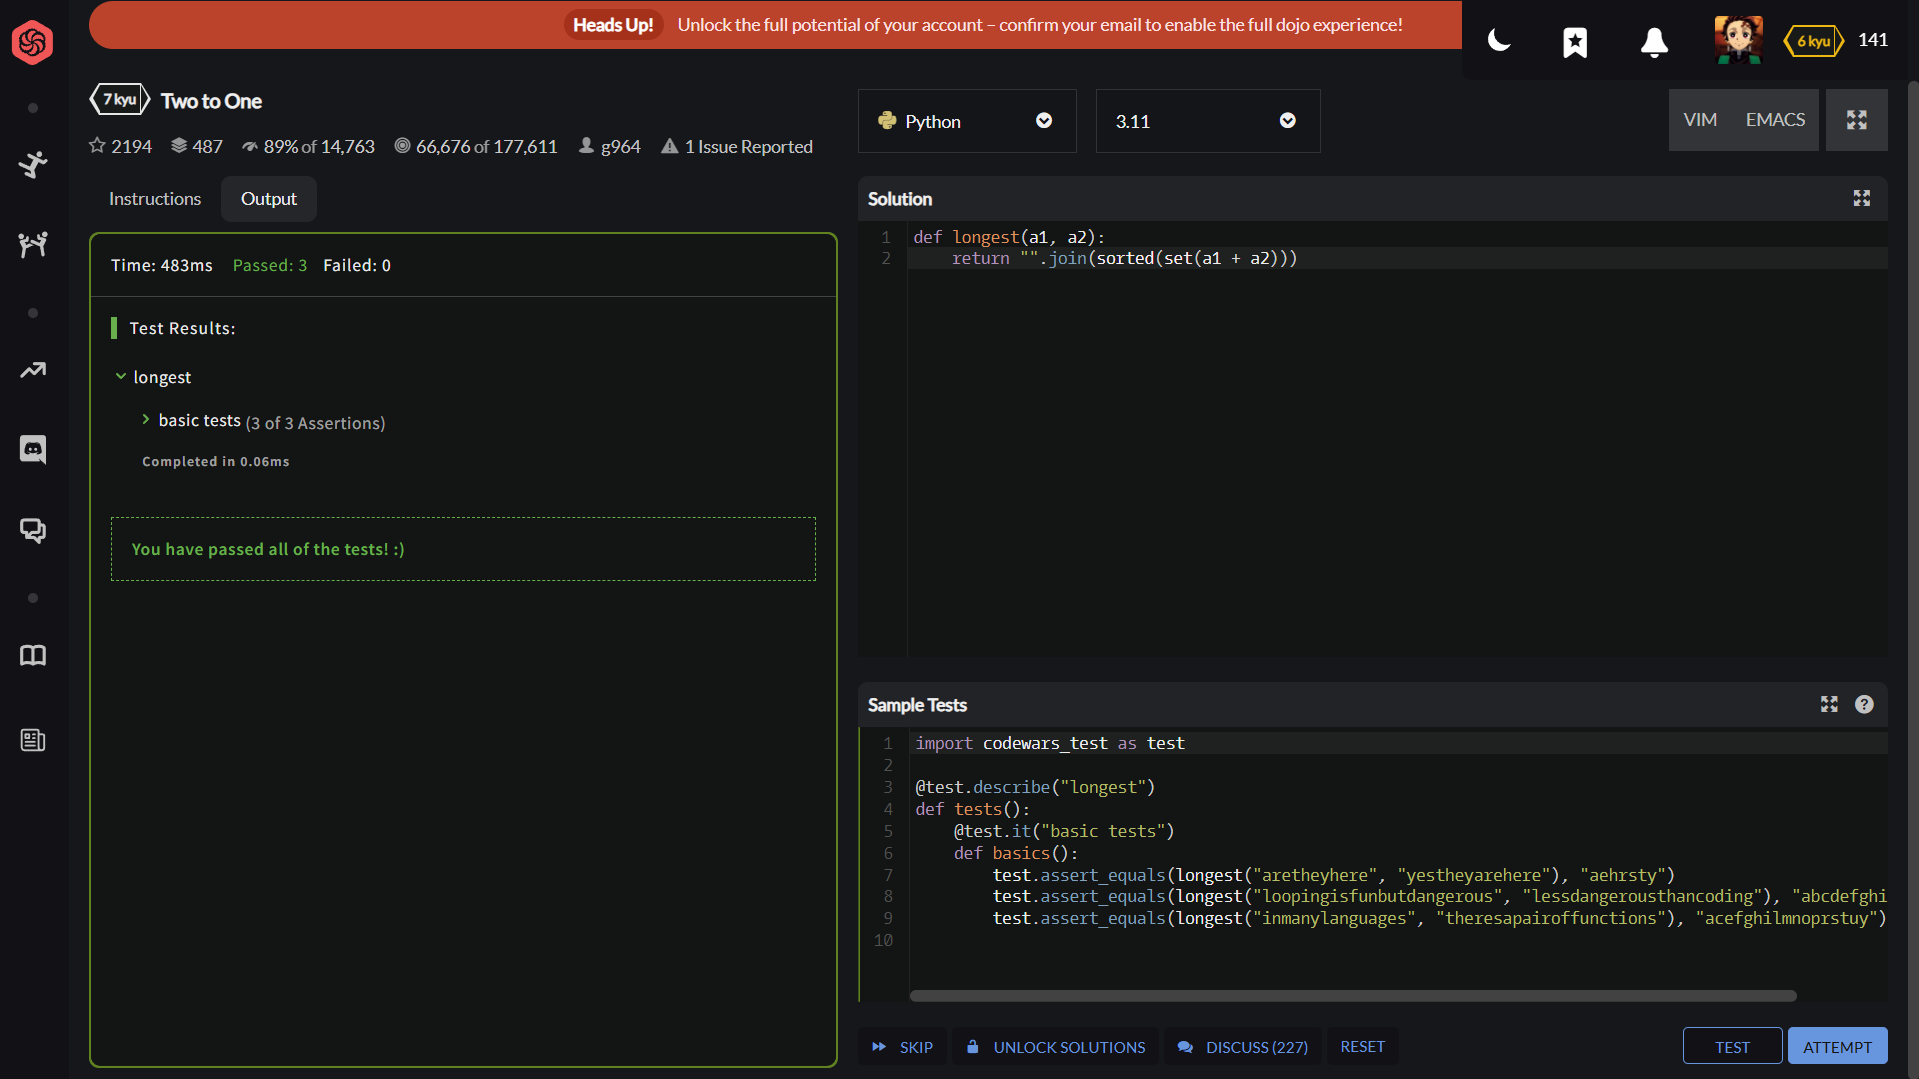 Heads Up! Unlock the full potential of your account – confirm your email to enable the full dojo experience!
6 kyu 141
7 kyu Two to One
2194 487 89% of 14,763 66,676 of 177,611 g964 1 Issue Reported
Instructions Output
Time: 483ms Passed: 3 Failed: 0
Test Results:
longest
basic tests (3 of 3 Assertions)
Completed in 0.06ms
You have passed all of the tests! :)
Python 3.11 VIM EMACS
Solution
1 def longest(a1, a2):
2 return "".join(sorted(set(a1 + a2)))
Sample Tests
?
1 import codewars_test as test
2
3 @test.describe("longest")
4 def tests():
5 @test.it("basic tests")
6 def basics():
7 test.assert_equals(longest("aretheyhere", "yestheyarehere"), "aehrsty")
8 test.assert_equals(longest("loopingisfunbutdangerous", "lessdangerousthancoding"), "abcdefghi
9 test.assert_equals(longest("inmanylanguages", "theresapairoffunctions"), "acefghilmnoprstuy")
10
SKIP UNLOCK SOLUTIONS DISCUSS (227) RESET TEST ATTEMPT